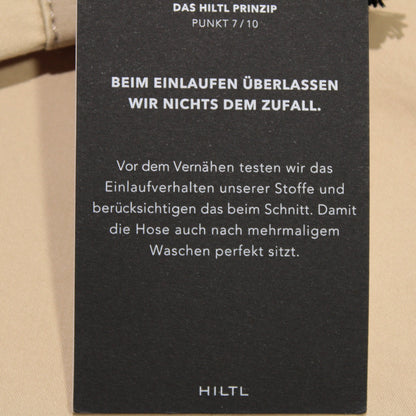 DAS HILTL PRINZIP
PUNKT 7 / 10
BEIM EINLAUFEN ÜBERLASSEN
WIR NICHTS DEM ZUFALL.
Vor dem Vernähen testen wir das
Einlaufverhalten unserer Stoffe und
berücksichtigen das beim Schnitt. Damit
die Hose auch nach mehrmaligem
Waschen perfekt sitzt.
HILTL